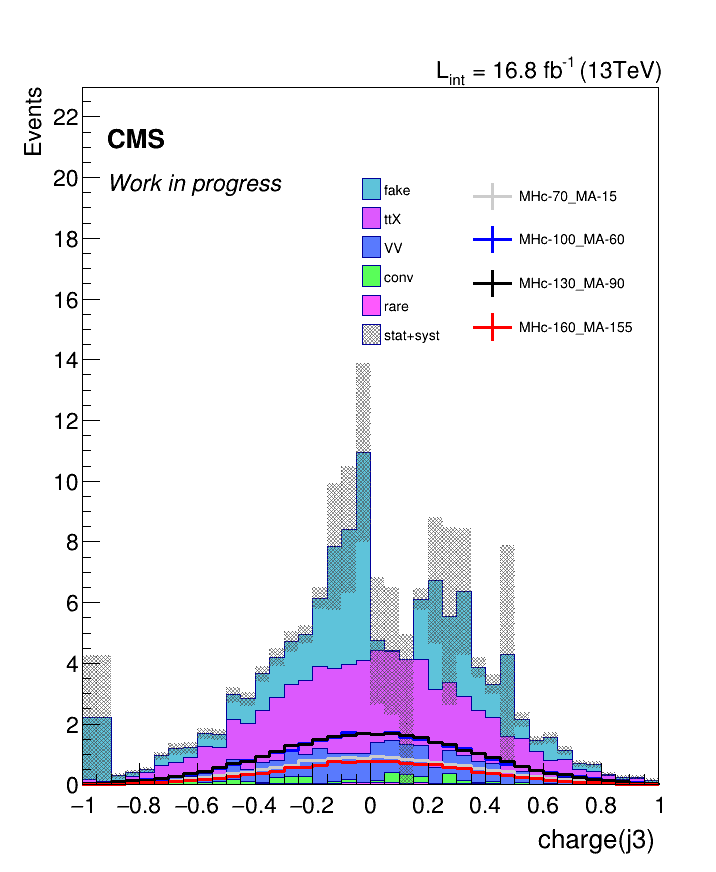 L_int = 16.8 fb^-1 (13TeV)
Events
CMS
Work in progress
fake
ttX
VV
conv
rare
stat+syst
MHc-70_MA-15
MHc-100_MA-60
MHc-130_MA-90
MHc-160_MA-155
22
20
18
16
14
12
10
8
6
4
2
0
−1 −0.8 −0.6 −0.4 −0.2 0 0.2 0.4 0.6 0.8 1
charge(j3)